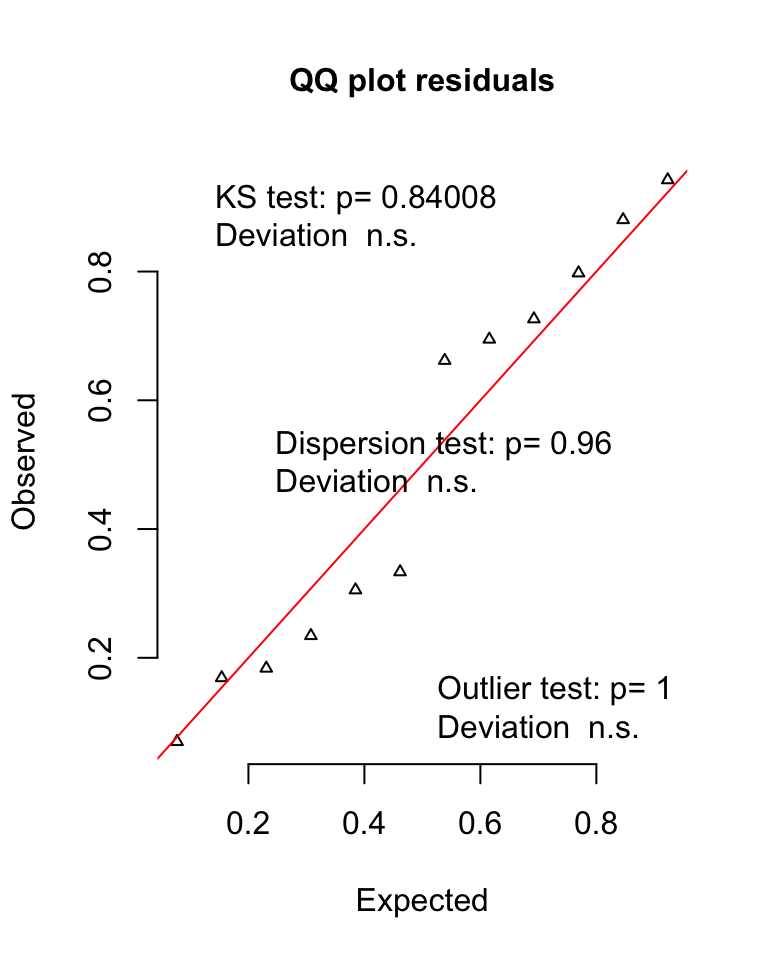 QQ plot residuals
KS test: p= 0.84008
Deviation  n.s.
Dispersion test: p= 0.96
Deviation  n.s.
Outlier test: p= 1
Deviation  n.s.
Observed
0.8
0.6
0.4
0.2
0.2 0.4 0.6 0.8
Expected